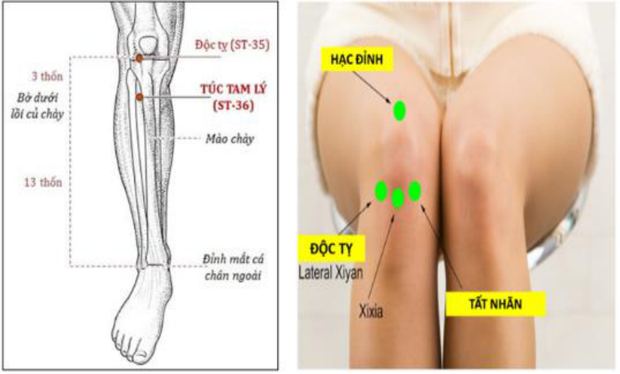 Độc tỵ (ST-35)
3 thốn
TÚC TAM LÝ
(ST-36)
Bờ dưới
lồi củ chày
Mào chày
13 thốn
Đỉnh mắt cá
chân ngoài
HẠC ĐỈNH
ĐỘC TỴ
Lateral Xiyan
Xixia
TẤT NHÃN